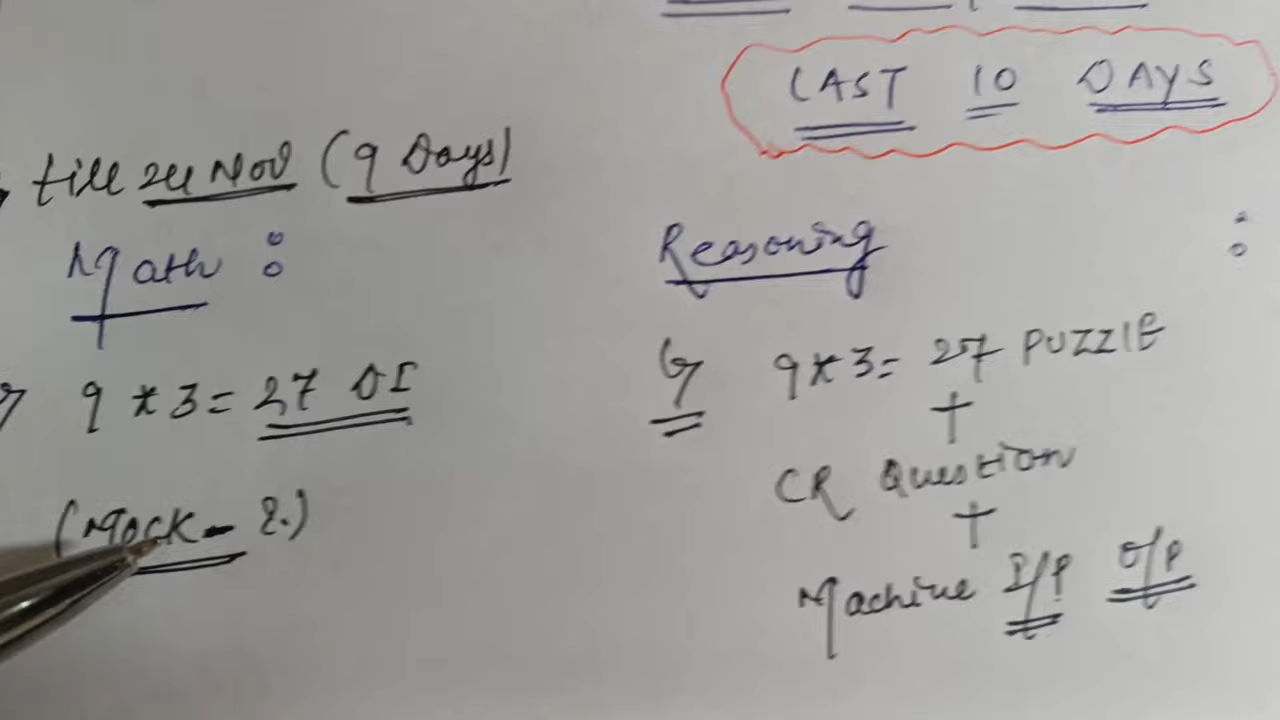 LAST 10 DAYS
till 24 Nov (9 Days)
Math :
9 * 3 = 27 DI
(Mock - 2.)
Reasoning :
9 * 3 = 27 PUZZLE
+
CR Question
+
Machine I/P O/P